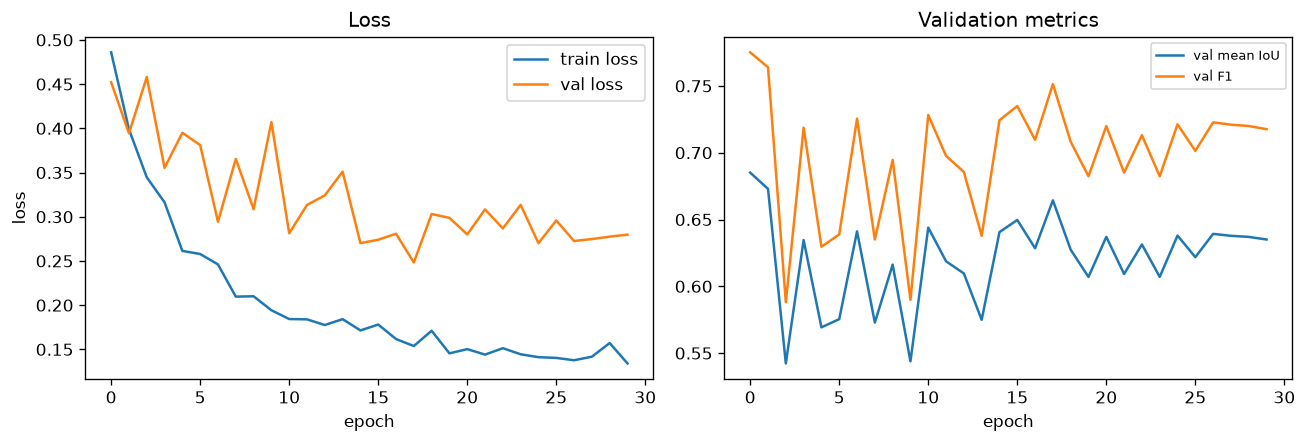 Loss
train loss
val loss
loss
0.50
0.45
0.40
0.35
0.30
0.25
0.20
0.15
0 5 10 15 20 25 30
epoch
Validation metrics
val mean IoU
val F1
0.75
0.70
0.65
0.60
0.55
0 5 10 15 20 25 30
epoch